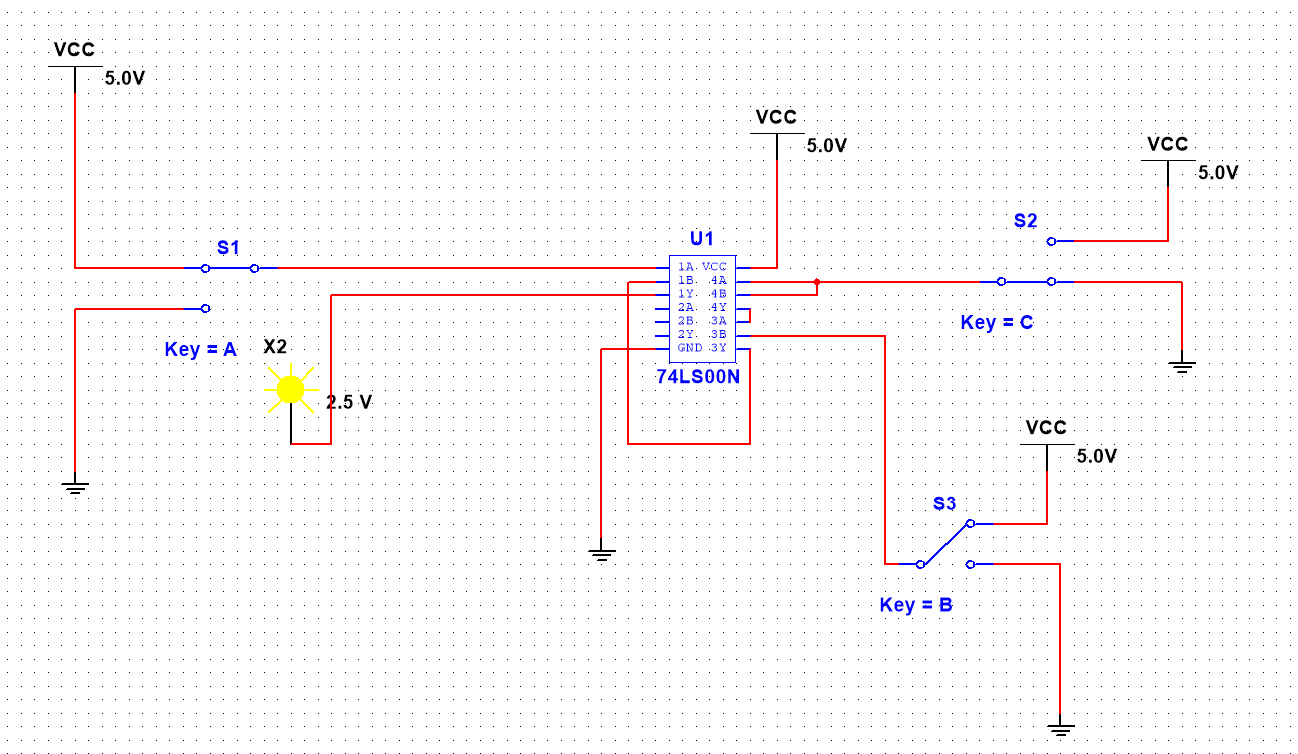 VCC
5.0V
VCC
5.0V
VCC
5.0V
S1
S2
U1
1A VCC
1B 4A
1Y 4B
2A 4Y
2B 3A
2Y 3B
GND 3Y
74LS00N
Key = A
X2
2.5 V
Key = C
VCC
5.0V
S3
Key = B